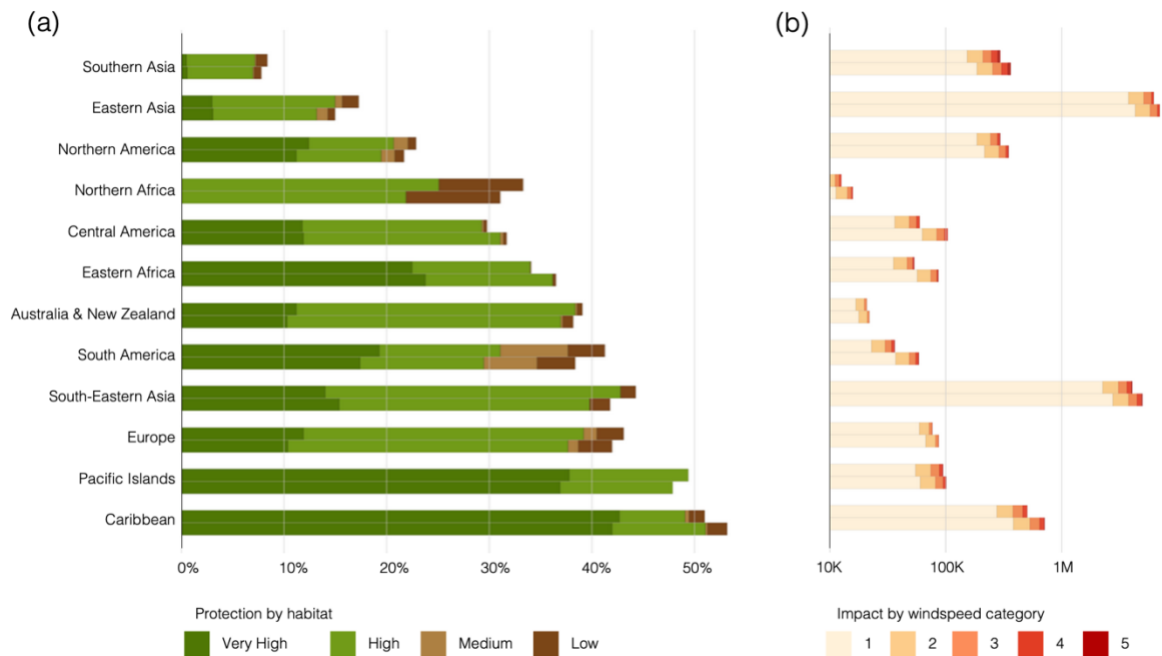 (a)
(b)
Southern Asia
Eastern Asia
Northern America
Northern Africa
Central America
Eastern Africa
Australia & New Zealand
South America
South-Eastern Asia
Europe
Pacific Islands
Caribbean
0% 10% 20% 30% 40% 50%
10K 100K 1M
Protection by habitat
Very High High Medium Low
Impact by windspeed category
1 2 3 4 5